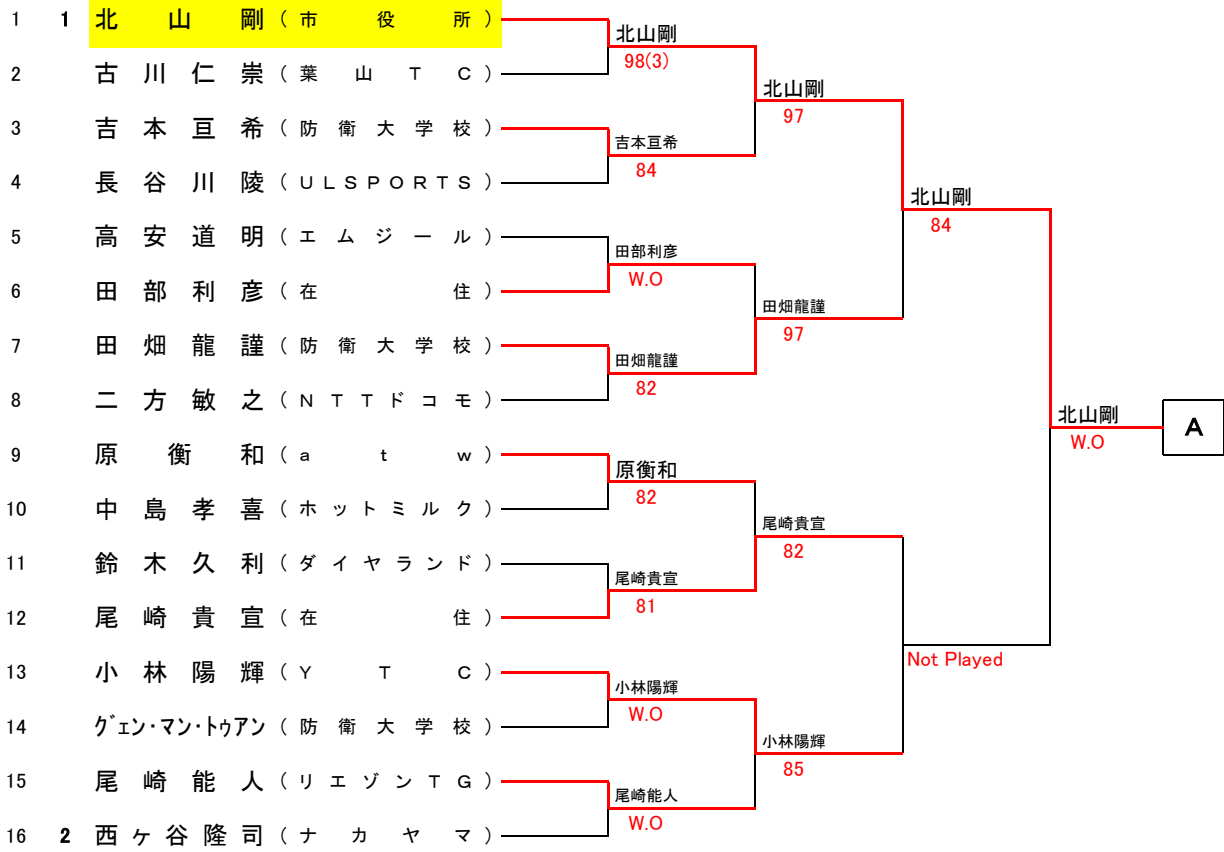 1 1 北山剛(市役所)
北山剛
98(3)
2 古川仁崇(葉山TC)
北山剛
97
3 吉本亘希(防衛大学校)
吉本亘希
84
4 長谷川陵(ULSPORTS)
北山剛
84
5 高安道明(エムジール)
田部利彦
W.O
6 田部利彦(在住)
田畑龍謹
97
7 田畑龍謹(防衛大学校)
田畑龍謹
82
8 二方敏之(NTTドコモ)
北山剛
W.O
A
9 原衡和(atw)
原衡和
82
10 中島孝喜(ホットミルク)
尾崎貴宣
82
11 鈴木久利(ダイヤランド)
尾崎貴宣
81
12 尾崎貴宣(在住)
Not Played
13 小林陽輝(YTC)
小林陽輝
W.O
14 グェン・マン・トゥアン(防衛大学校)
小林陽輝
85
15 尾崎能人(リエゾンTG)
尾崎能人
W.O
16 2 西ヶ谷隆司(ナカヤマ)